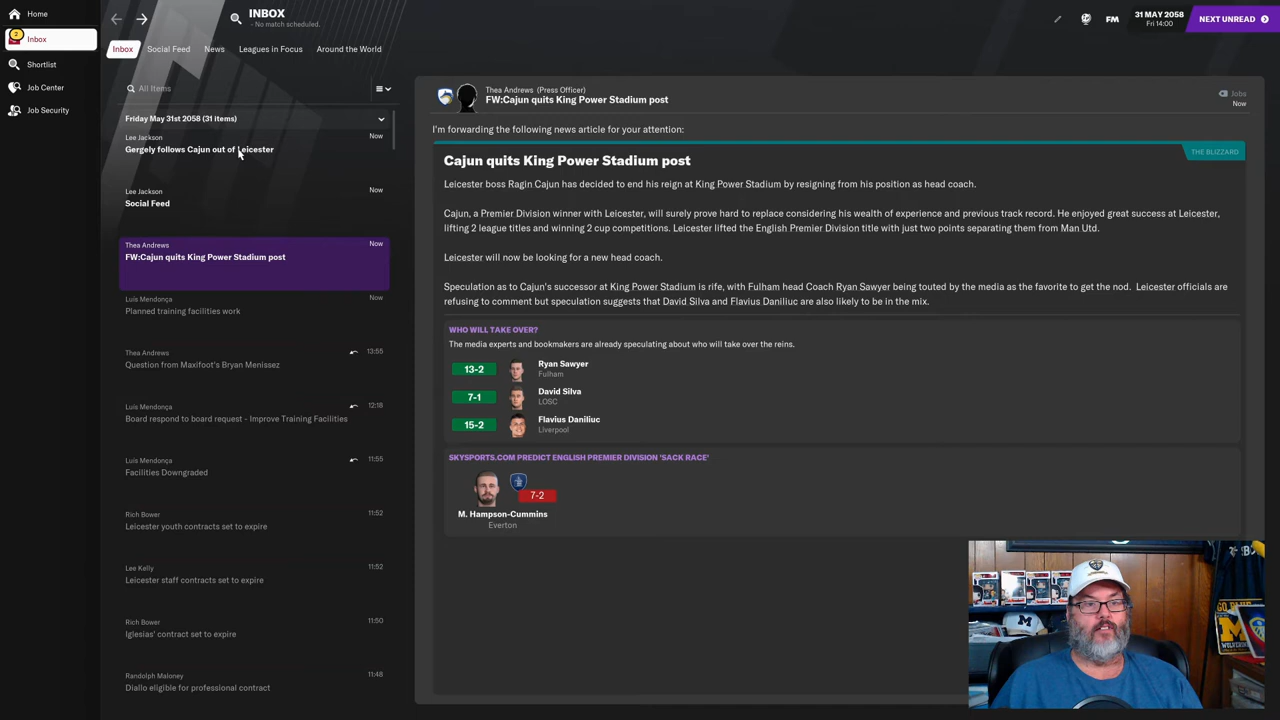 Home
Inbox
2
Shortlist
Job Center
Job Security
INBOX
- No match scheduled.
FM
31 MAY 2058
Fri 14:00
NEXT UNREAD
Inbox
Social Feed
News
Leagues in Focus
Around the World
All Items
Friday May 31st 2058 (31 items)
Lee Jackson
Now
Gergely follows Cajun out of Leicester
Lee Jackson
Now
Social Feed
Thea Andrews
Now
FW:Cajun quits King Power Stadium post
Luís Mendonça
Now
Planned training facilities work
Thea Andrews
13:55
Question from Maxifoot's Bryan Menissez
Luís Mendonça
12:18
Board respond to board request - Improve Training Facilities
Luís Mendonça
11:55
Facilities Downgraded
Rich Bower
11:52
Leicester youth contracts set to expire
Lee Kelly
11:52
Leicester staff contracts set to expire
Rich Bower
11:50
Iglesias' contract set to expire
Randolph Maloney
11:48
Diallo eligible for professional contract
Thea Andrews (Press Officer)
FW:Cajun quits King Power Stadium post
Jobs
Now
I'm forwarding the following news article for your attention:
Cajun quits King Power Stadium post
THE BLIZZARD
Leicester boss Ragin Cajun has decided to end his reign at King Power Stadium by resigning from his position as head coach.
Cajun, a Premier Division winner with Leicester, will surely prove hard to replace considering his wealth of experience and previous track record. He enjoyed great success at Leicester,
lifting 2 league titles and winning 2 cup competitions. Leicester lifted the English Premier Division title with just two points separating them from Man Utd.
Leicester will now be looking for a new head coach.
Speculation as to Cajun's successor at King Power Stadium is rife, with Fulham head Coach Ryan Sawyer being touted by the media as the favorite to get the nod. Leicester officials are
refusing to comment but speculation suggests that David Silva and Flavius Daniliuc are also likely to be in the mix.
WHO WILL TAKE OVER?
The media experts and bookmakers are already speculating about who will take over the reins.
13-2
Ryan Sawyer
Fulham
7-1
David Silva
LOSC
15-2
Flavius Daniliuc
Liverpool
SKYSPORTS.COM PREDICT ENGLISH PREMIER DIVISION 'SACK RACE'
7-2
M. Hampson-Cummins
Everton